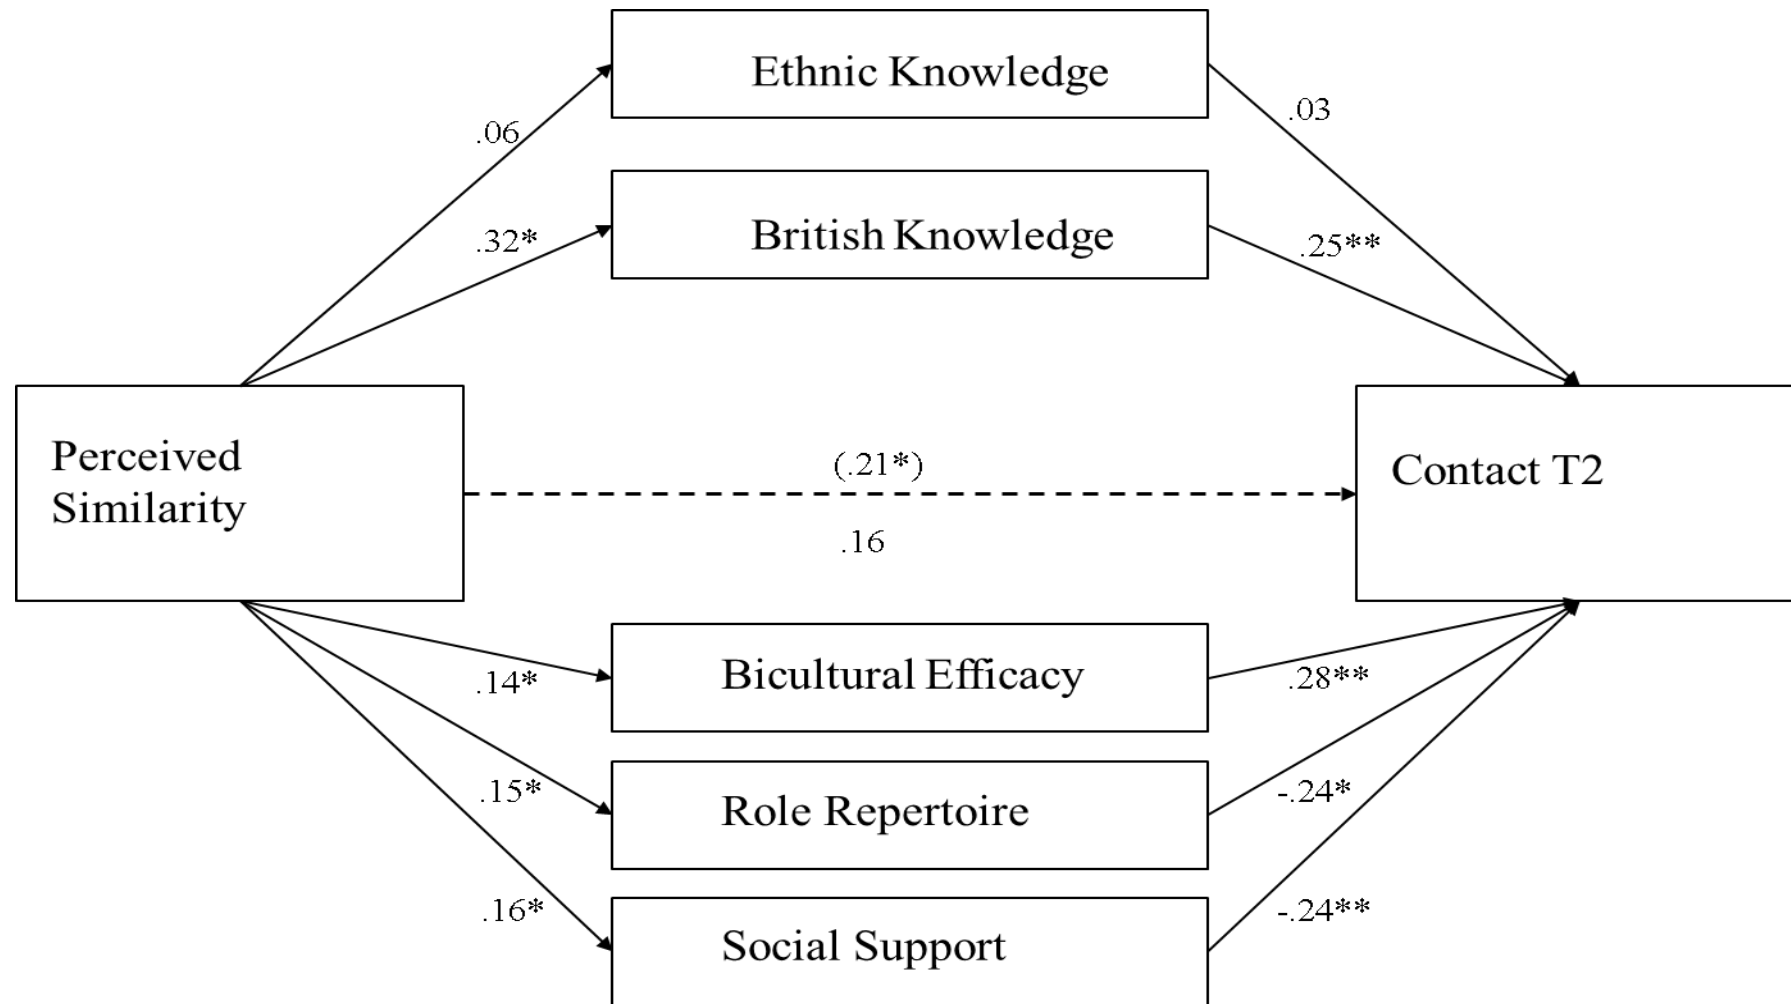 Ethnic Knowledge
.03
.06
British Knowledge
.32*
.25**
Perceived
Similarity
(.21*)
Contact T2
.16
Bicultural Efficacy
.14*
.28**
Role Repertoire
.15*
-.24*
Social Support
.16*
-.24**